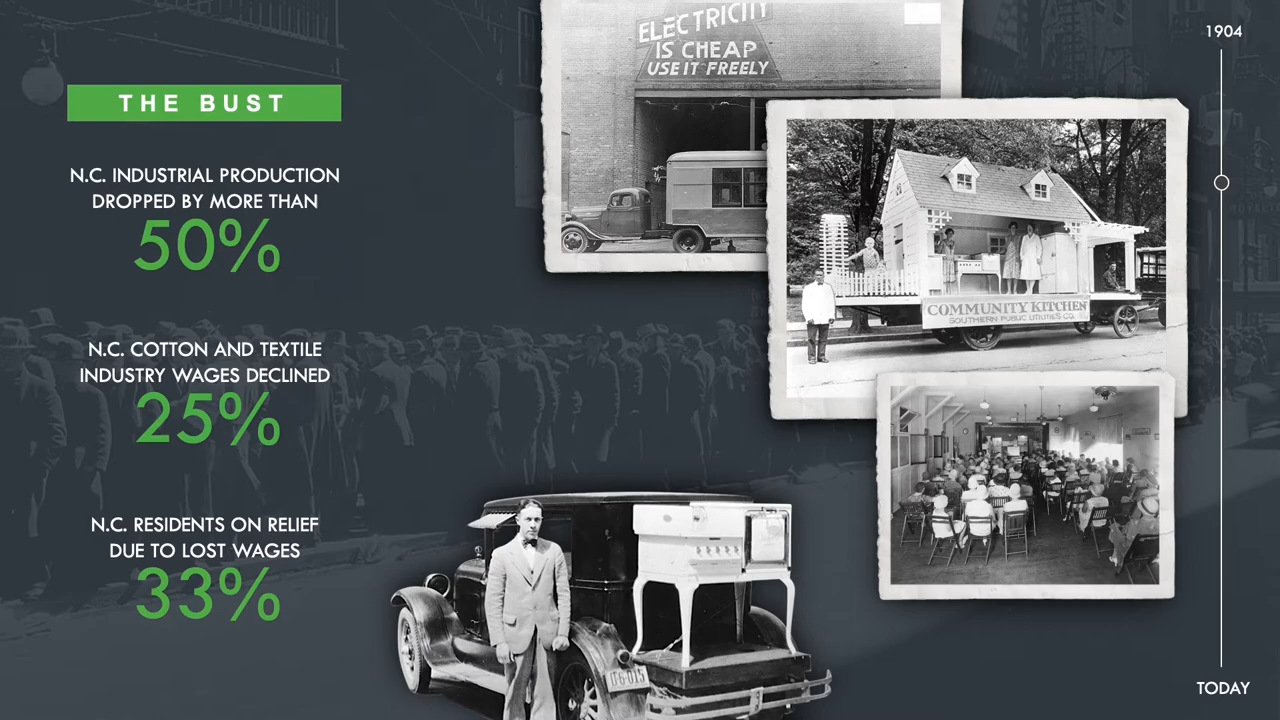 THE BUST
N.C. INDUSTRIAL PRODUCTION
DROPPED BY MORE THAN
50%
N.C. COTTON AND TEXTILE
INDUSTRY WAGES DECLINED
25%
N.C. RESIDENTS ON RELIEF
DUE TO LOST WAGES
33%
ELECTRICITY
IS CHEAP
USE IT FREELY
COMMUNITY KITCHEN
SOUTHERN PUBLIC UTILITIES CO.
1904
TODAY